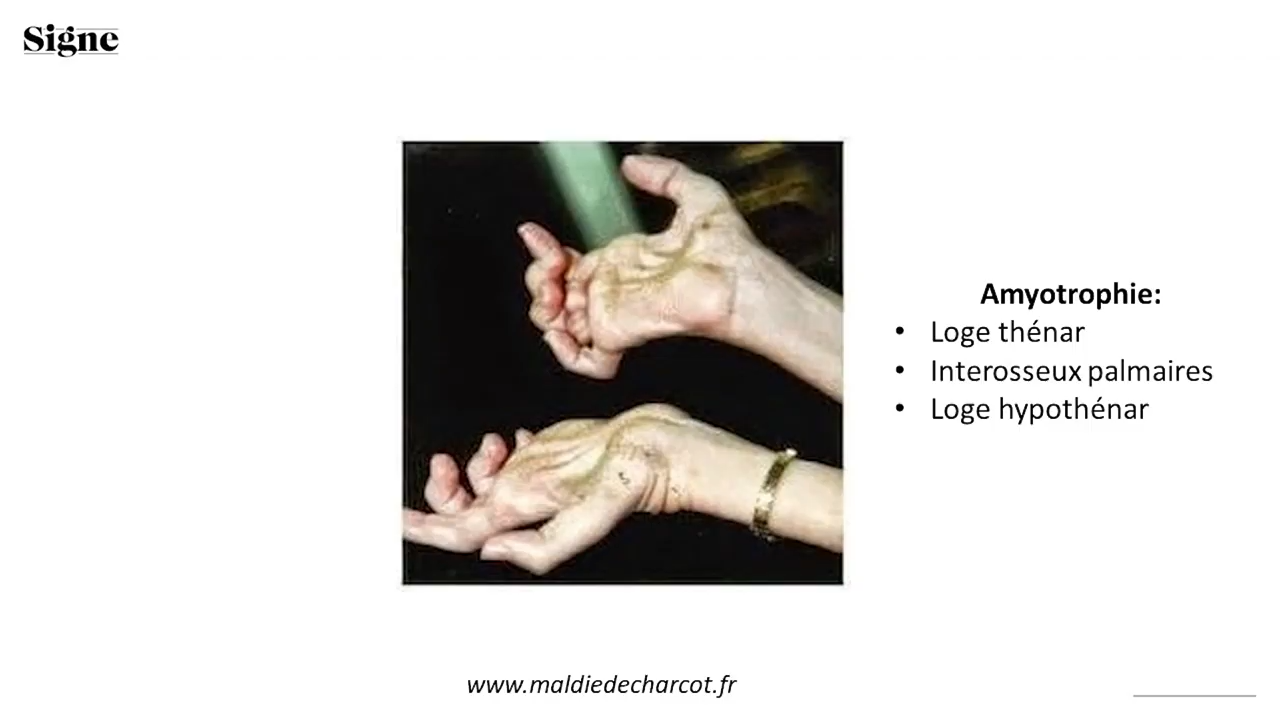 Signe
Amyotrophie:
• Loge thénar
• Interosseux palmaires
• Loge hypothénar
www.maldiedecharcot.fr